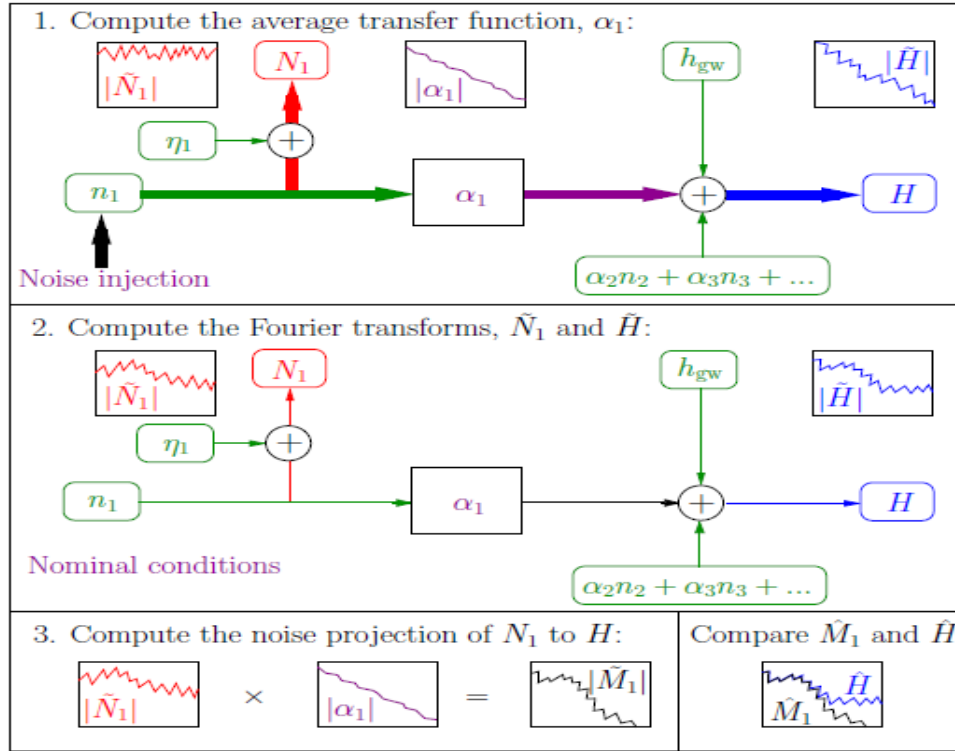 1. Compute the average transfer function, α₁:
|Ñ₁|
N₁
|α₁|
h_gw
|H̃|
η₁
+
n₁
α₁
+
H
Noise injection
α₂n₂ + α₃n₃ + ...
2. Compute the Fourier transforms, Ñ₁ and H̃:
|Ñ₁|
N₁
h_gw
|H̃|
η₁
+
n₁
α₁
+
H
Nominal conditions
α₂n₂ + α₃n₃ + ...
3. Compute the noise projection of N₁ to H:
|Ñ₁|
×
|α₁|
=
|M̃₁|
Compare M̂₁ and Ĥ
Ĥ
M̂₁